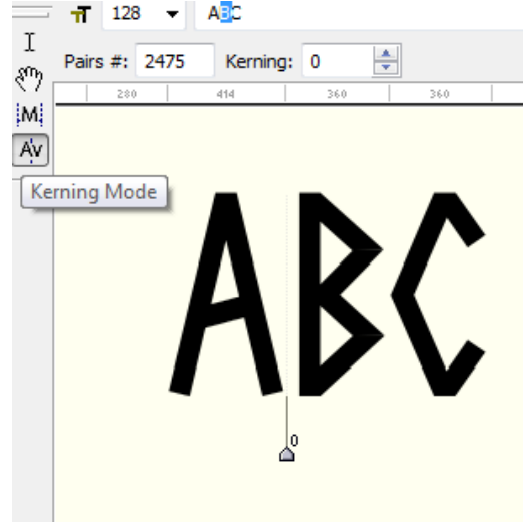 128 ABC
Pairs #: 2475 Kerning: 0
280 414 360 360
M
AV
Kerning Mode
ABC
0